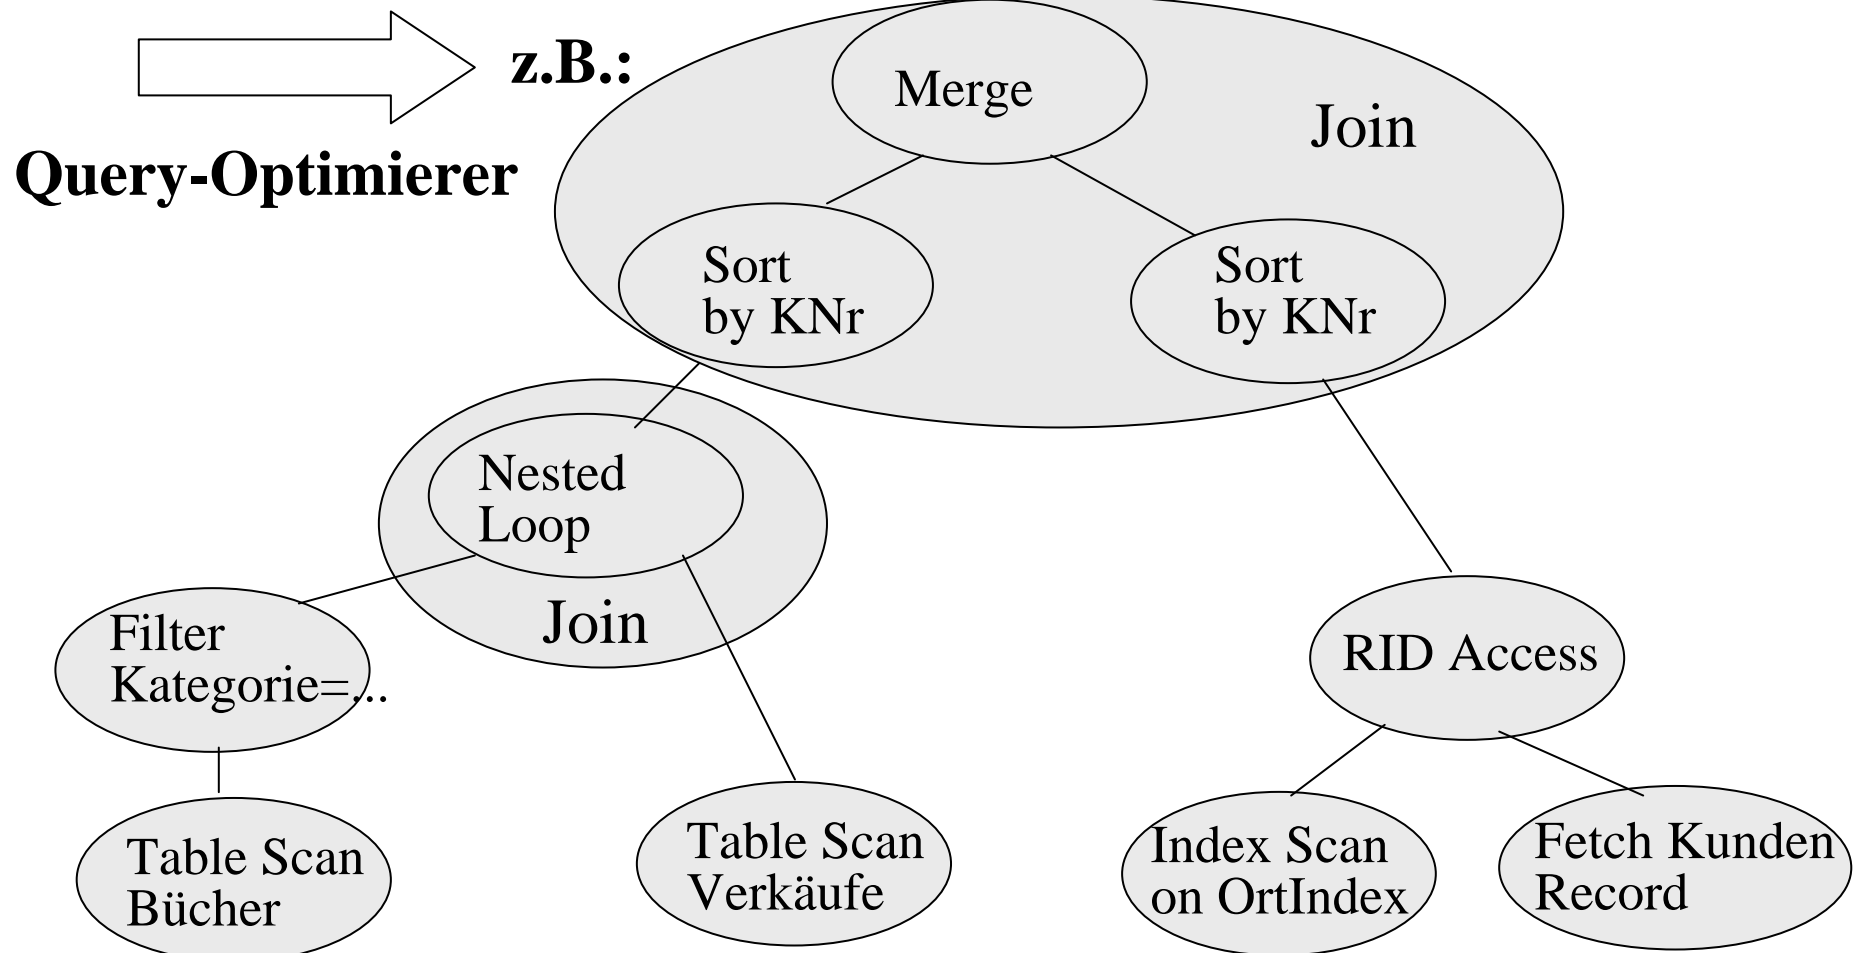 z.B.:
Query-Optimierer
Merge
Join
Sort
by KNr
Sort
by KNr
Nested
Loop
Join
Filter
Kategorie=...
RID Access
Table Scan
Bücher
Table Scan
Verkäufe
Index Scan
on OrtIndex
Fetch Kunden
Record